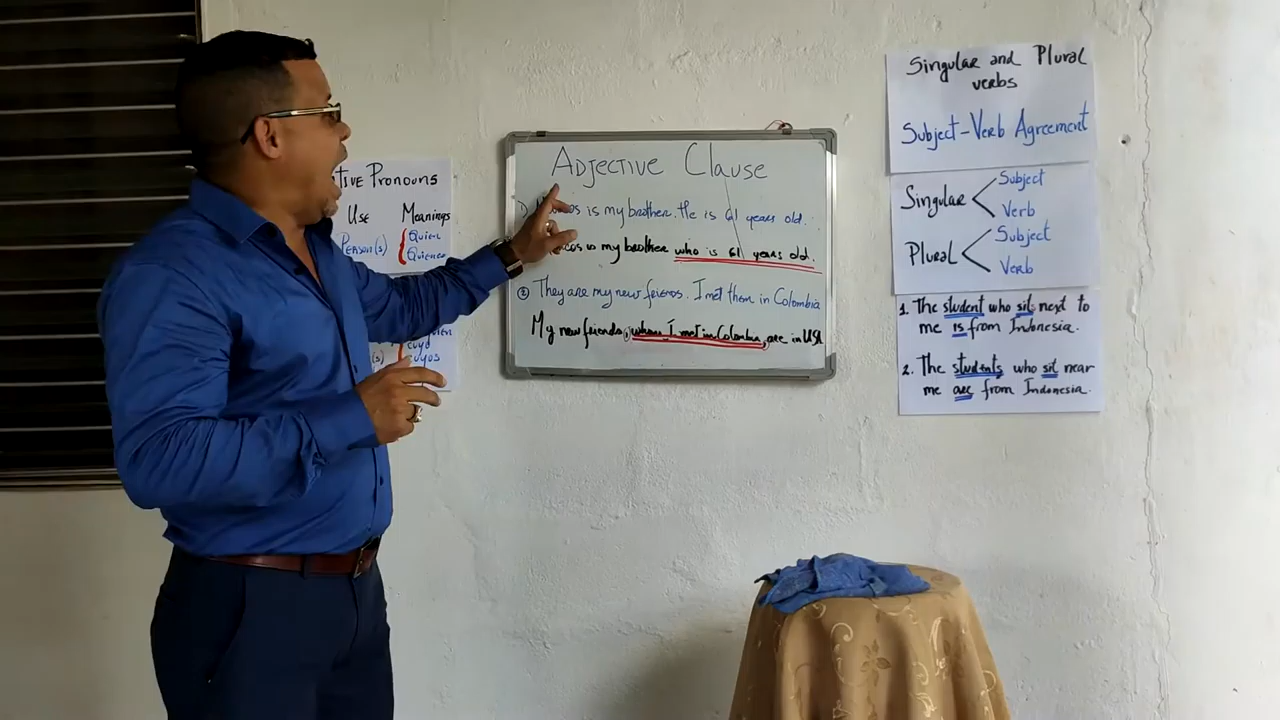 TIVE PRONOUNS
USE MEANINGS
PERSON(S) QUIEN
QUIENES
cuyo
cuyos
(s)
ADJECTIVE CLAUSE
1) is my brother. He is 61 years old.
is my brother who is 61 years old.
② They are my new friends. I met them in Colombia
My new friends, whom I met in Colombia, are in USA
Singular and Plural
verbs
Subject-Verb Agreement
Singular < Subject
Verb
Plural < Subject
Verb
1. The student who sit next to
me is from Indonesia.
2. The students who sit near
me are from Indonesia.